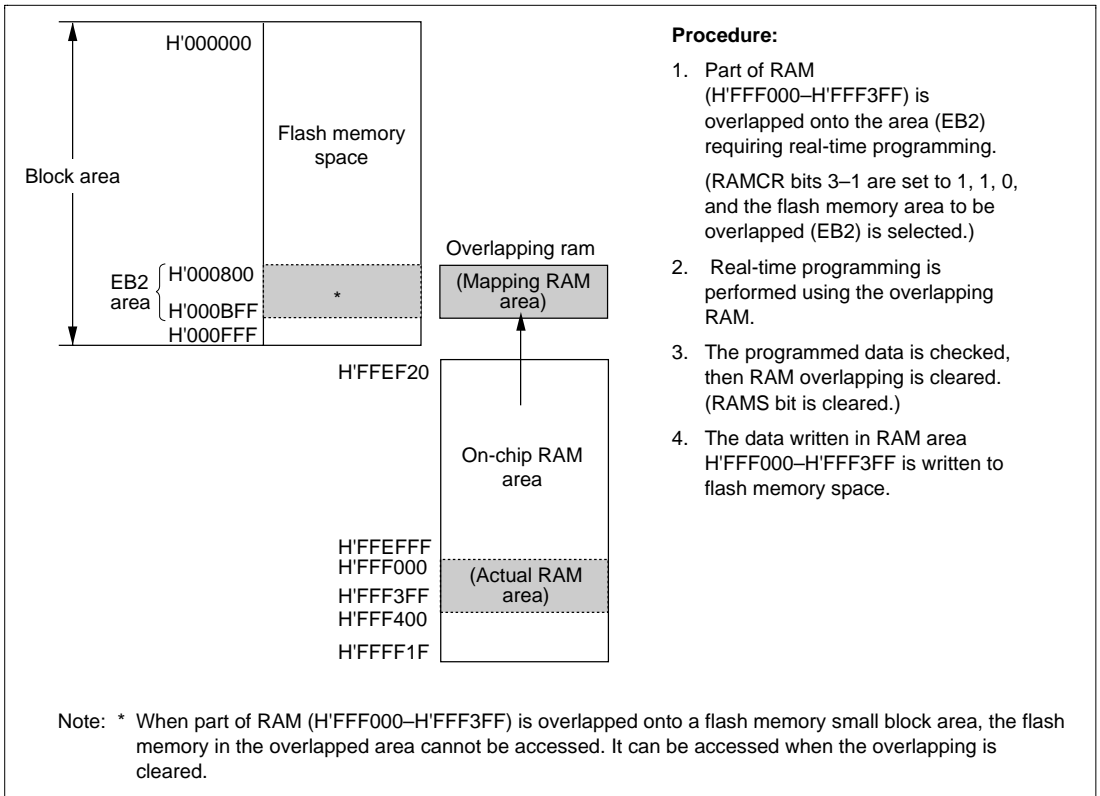 H'000000
Flash memory
space
Block area
EB2
area
H'000800
H'000BFF
H'000FFF
*
Overlapping ram
(Mapping RAM
area)
H'FFEF20
On-chip RAM
area
H'FFEFFF
H'FFF000
H'FFF3FF
H'FFF400
H'FFFF1F
(Actual RAM
area)
Procedure:
1. Part of RAM
(H'FFF000–H'FFF3FF) is
overlapped onto the area (EB2)
requiring real-time programming.
(RAMCR bits 3–1 are set to 1, 1, 0,
and the flash memory area to be
overlapped (EB2) is selected.)
2. Real-time programming is
performed using the overlapping
RAM.
3. The programmed data is checked,
then RAM overlapping is cleared.
(RAMS bit is cleared.)
4. The data written in RAM area
H'FFF000–H'FFF3FF is written to
flash memory space.
Note: * When part of RAM (H'FFF000–H'FFF3FF) is overlapped onto a flash memory small block area, the flash
memory in the overlapped area cannot be accessed. It can be accessed when the overlapping is
cleared.